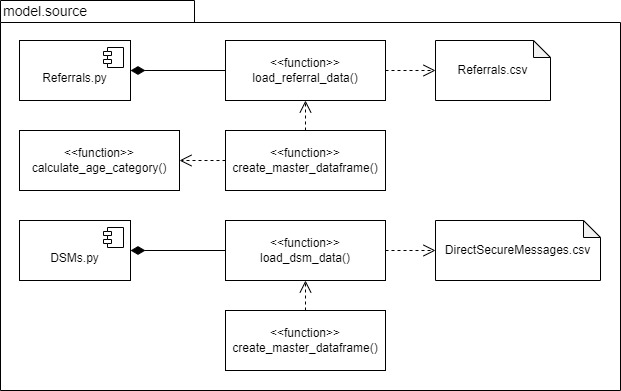 model.source
Referrals.py
<<function>>
load_referral_data()
Referrals.csv
<<function>>
calculate_age_category()
<<function>>
create_master_dataframe()
DSMs.py
<<function>>
load_dsm_data()
DirectSecureMessages.csv
<<function>>
create_master_dataframe()